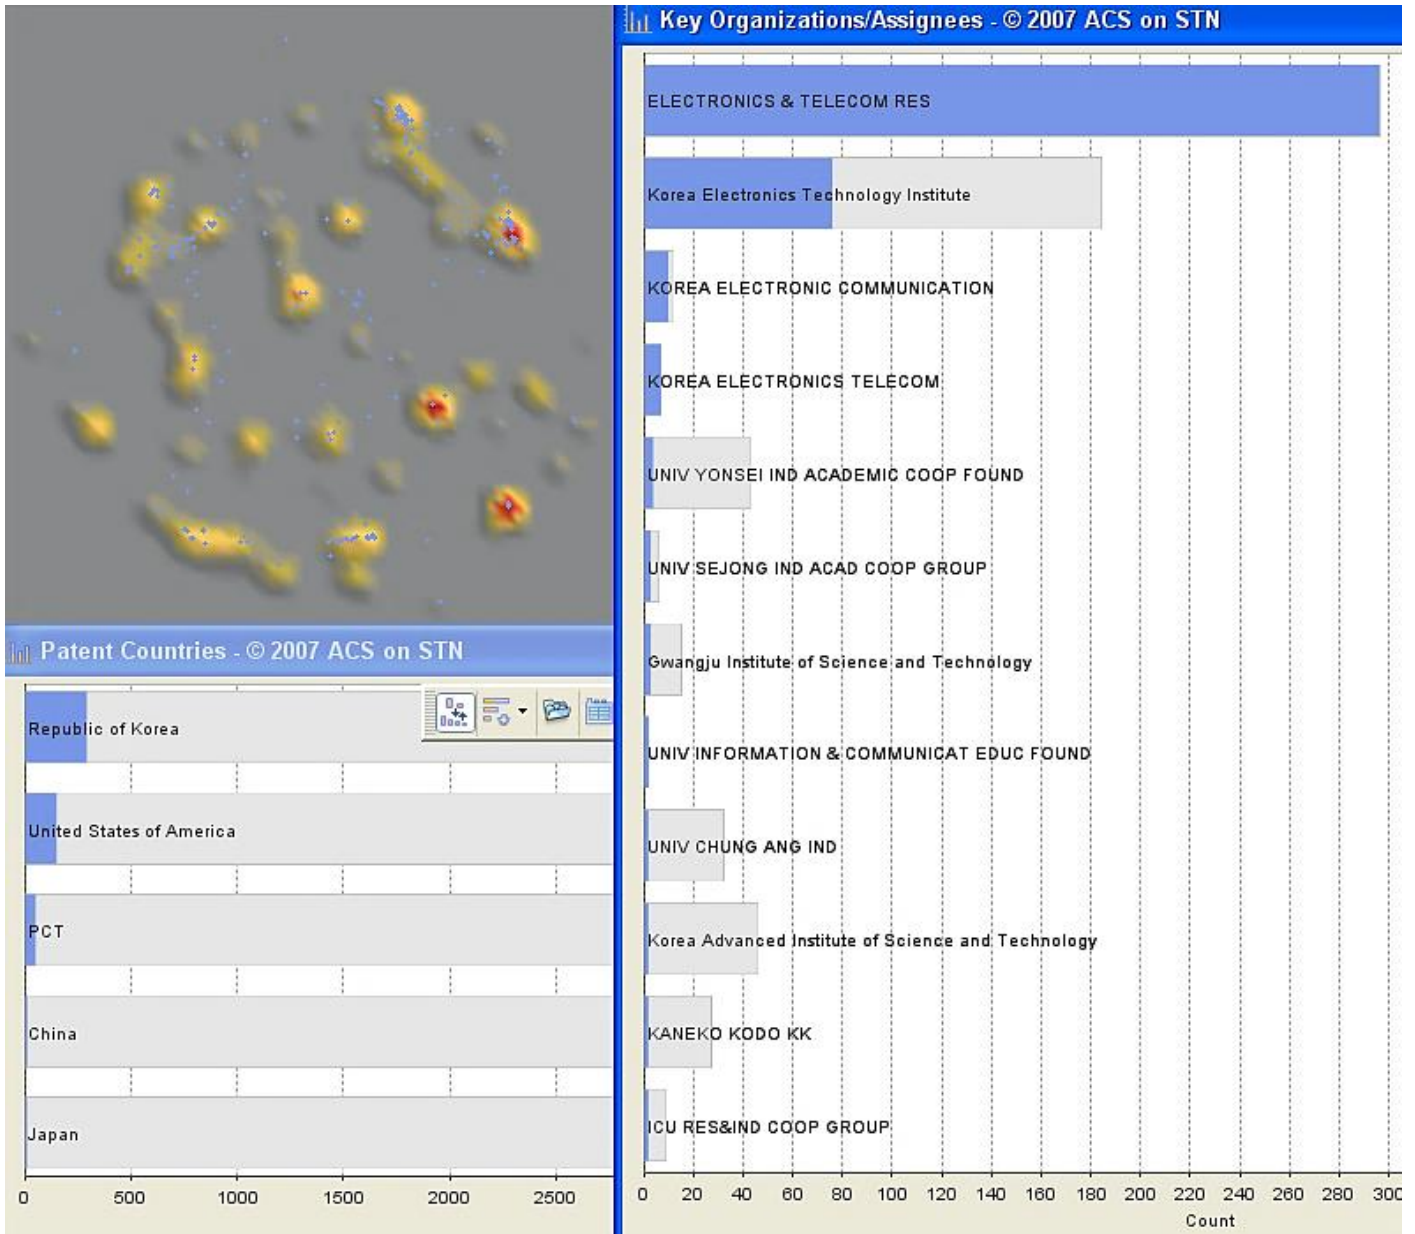 Key Organizations/Assignees - © 2007 ACS on STN
ELECTRONICS & TELECOM RES
Korea Electronics Technology Institute
KOREA ELECTRONIC COMMUNICATION
KOREA ELECTRONICS TELECOM
UNIV YONSEI IND ACADEMIC COOP FOUND
UNIV SEJONG IND ACAD COOP GROUP
Gwangju Institute of Science and Technology
UNIV INFORMATION & COMMUNICAT EDUC FOUND
UNIV CHUNG ANG IND
Korea Advanced Institute of Science and Technology
KANEKO KODO KK
ICU RES&IND COOP GROUP
0 20 40 60 80 100 120 140 160 180 200 220 240 260 280 300
Count
Patent Countries - © 2007 ACS on STN
Republic of Korea
United States of America
PCT
China
Japan
0 500 1000 1500 2000 2500